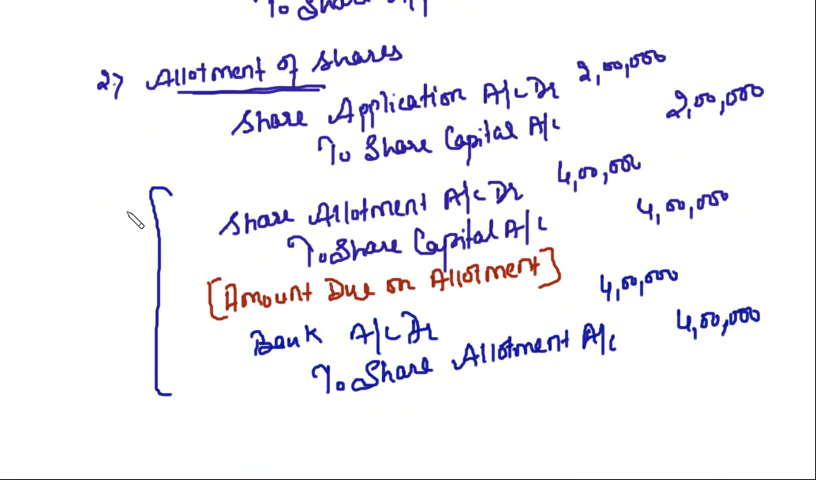 To Share
2) Allotment of shares
Share Application A/c Dr 2,00,000
To Share Capital A/c 2,00,000
Share Allotment A/c Dr 4,00,000
To Share Capital A/c 4,00,000
[Amount Due on Allotment]
Bank A/c Dr 4,00,000
To Share Allotment A/c 4,00,000